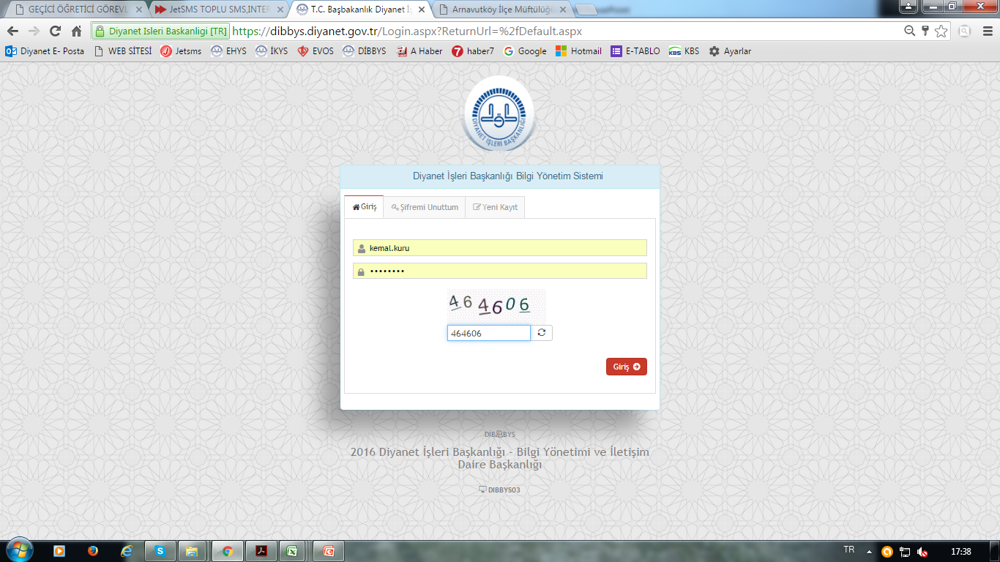 GEÇİCİ ÖĞRETİCİ GÖREVL
JetSMS TOPLU SMS,INTER
T.C. Başbakanlık Diyanet İş
Arnavutköy İlçe Müftülüğü
Diyanet Isleri Baskanligi [TR]
https://dibbys.diyanet.gov.tr/Login.aspx?ReturnUrl=%2fDefault.aspx
Diyanet E- Posta
WEB SİTESİ
Jetsms
EHYS
İKYS
EVOS
DİBBYS
A Haber
haber7
Google
Hotmail
E-TABLO
KBS
Ayarlar
DİYANET İŞLERİ BAŞKANLIĞI
Diyanet İşleri Başkanlığı Bilgi Yönetim Sistemi
Giriş
Şifremi Unuttum
Yeni Kayıt
kemal.kuru
••••••••
464606
464606
Giriş
DİBBYS
2016 Diyanet İşleri Başkanlığı - Bilgi Yönetimi ve İletişim
Daire Başkanlığı
DIBBYS03
TR
17:38